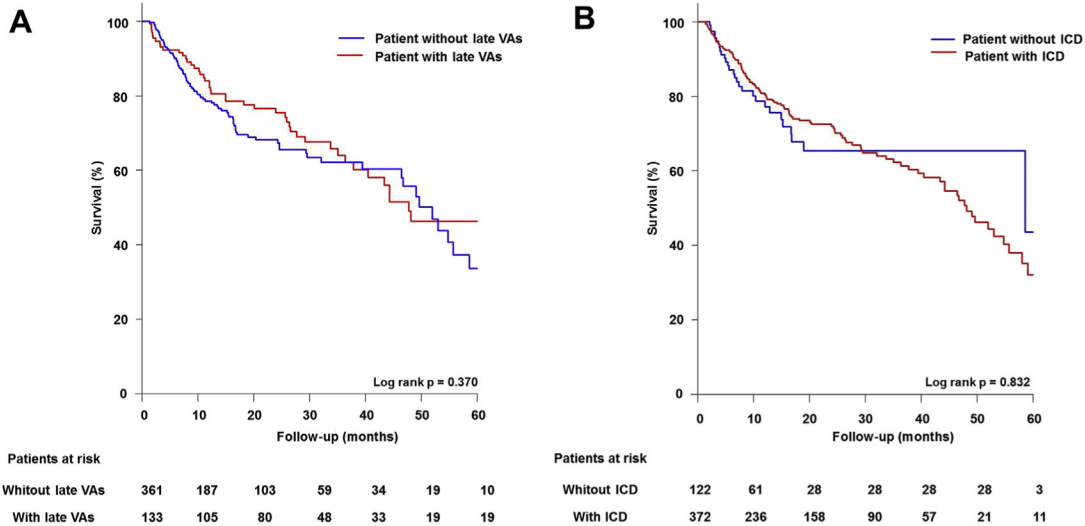 A
Patient without late VAs
Patient with late VAs
100
80
60
40
20
0
Survival (%)
Log rank p = 0.370
0 10 20 30 40 50 60
Follow-up (months)
Patients at risk
Whitout late VAs 361 187 103 59 34 19 10
With late VAs 133 105 80 48 33 19 19
B
Patient without ICD
Patient with ICD
100
80
60
40
20
0
Survival (%)
Log rank p = 0.832
0 10 20 30 40 50 60
Follow-up (months)
Patients at risk
Whitout ICD 122 61 28 28 28 28 3
With ICD 372 236 158 90 57 21 11